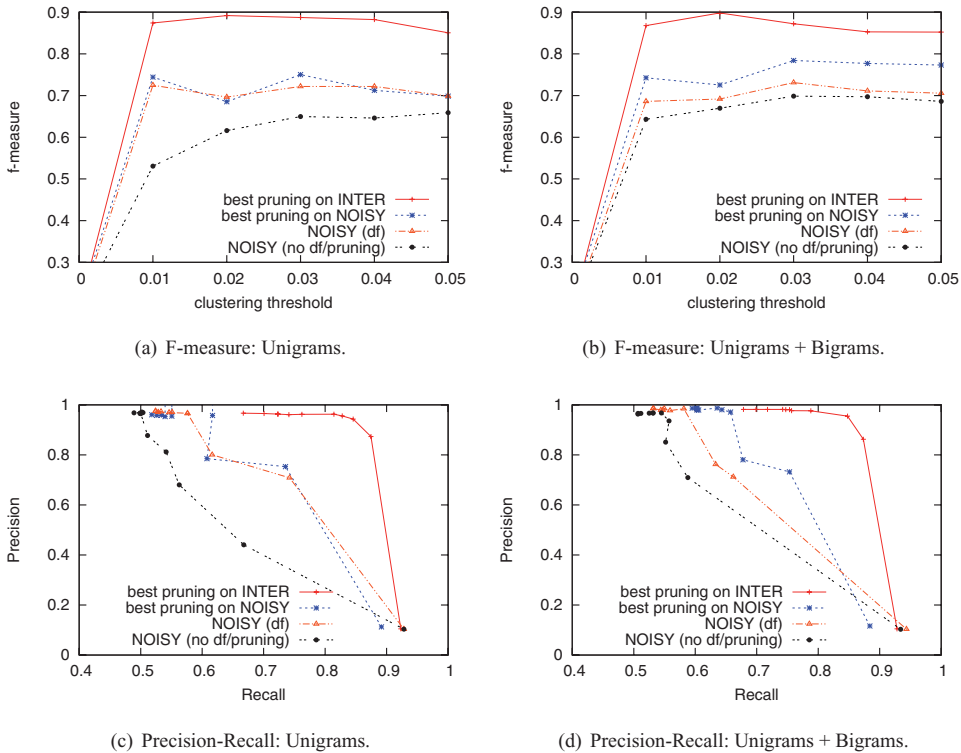 0.9
0.8
0.7
0.6
0.5
0.4
0.3
f-measure
best pruning on INTER
best pruning on NOISY
NOISY (df)
NOISY (no df/pruning)
0 0.01 0.02 0.03 0.04 0.05
clustering threshold
(a) F-measure: Unigrams.
0.9
0.8
0.7
0.6
0.5
0.4
0.3
f-measure
best pruning on INTER
best pruning on NOISY
NOISY (df)
NOISY (no df/pruning)
0 0.01 0.02 0.03 0.04 0.05
clustering threshold
(b) F-measure: Unigrams + Bigrams.
1
0.8
0.6
0.4
0.2
0
Precision
best pruning on INTER
best pruning on NOISY
NOISY (df)
NOISY (no df/pruning)
0.4 0.5 0.6 0.7 0.8 0.9 1
Recall
(c) Precision-Recall: Unigrams.
1
0.8
0.6
0.4
0.2
0
Precision
best pruning on INTER
best pruning on NOISY
NOISY (df)
NOISY (no df/pruning)
0.4 0.5 0.6 0.7 0.8 0.9 1
Recall
(d) Precision-Recall: Unigrams + Bigrams.